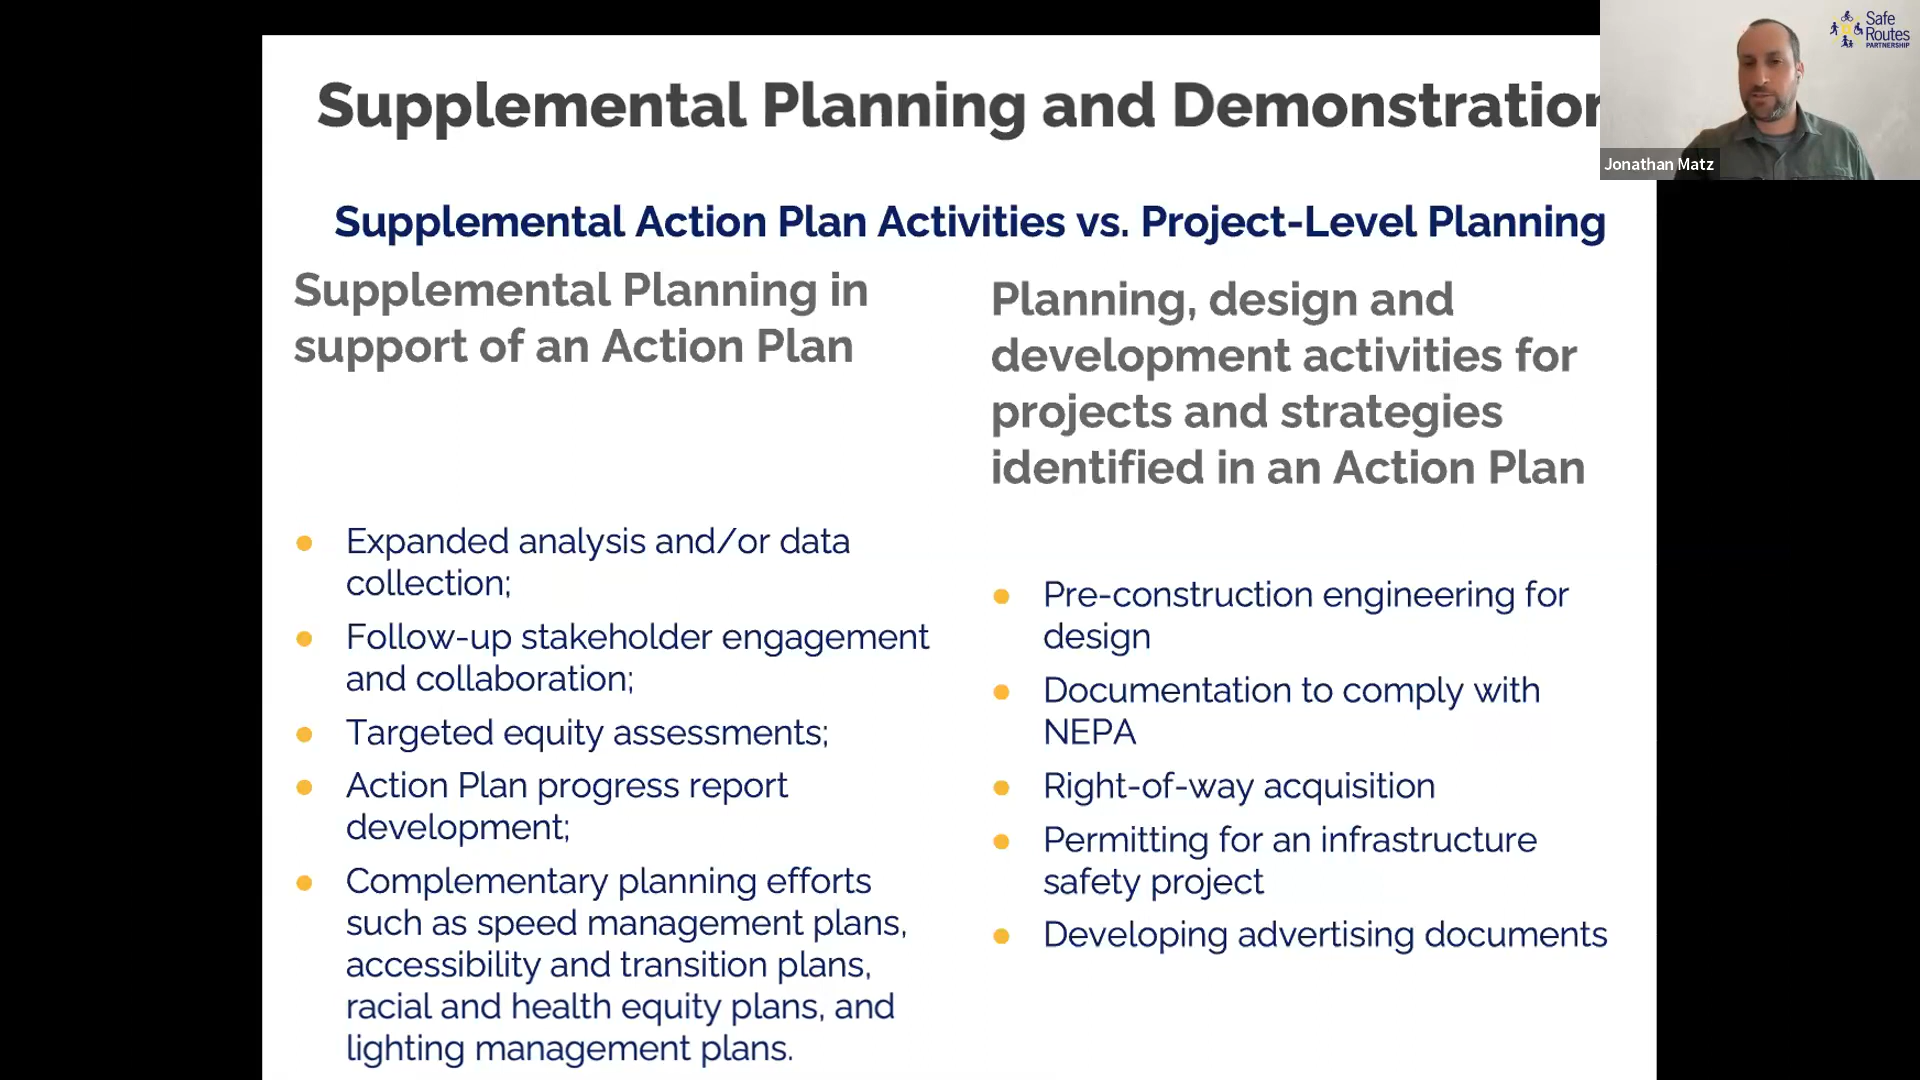 Supplemental Planning and Demonstration
Supplemental Action Plan Activities vs. Project-Level Planning
Supplemental Planning in
support of an Action Plan
Expanded analysis and/or data
collection;
Follow-up stakeholder engagement
and collaboration;
Targeted equity assessments;
Action Plan progress report
development;
Complementary planning efforts
such as speed management plans,
accessibility and transition plans,
racial and health equity plans, and
lighting management plans.
Planning, design and
development activities for
projects and strategies
identified in an Action Plan
Pre-construction engineering for
design
Documentation to comply with
NEPA
Right-of-way acquisition
Permitting for an infrastructure
safety project
Developing advertising documents
Safe
Routes
PARTNERSHIP
Jonathan Matz